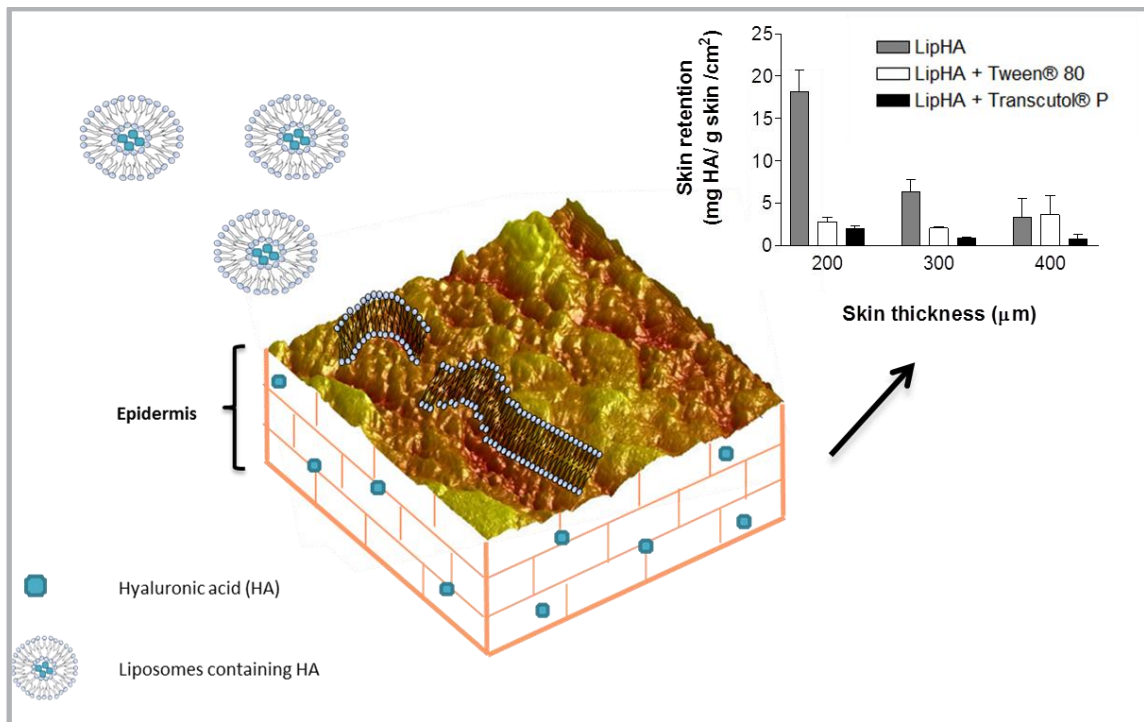 LipHA
LipHA + Tween® 80
LipHA + Transcutol® P
Skin retention
(mg HA/ g skin /cm²)
25
20
15
10
5
0
200 300 400
Skin thickness (μm)
Epidermis
Hyaluronic acid (HA)
Liposomes containing HA